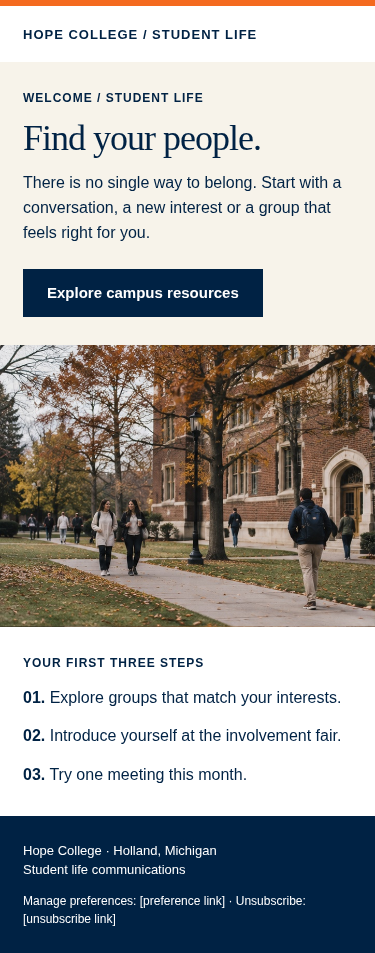 HOPE COLLEGE / STUDENT LIFE
WELCOME / STUDENT LIFE
Find your people.
There is no single way to belong. Start with a
conversation, a new interest or a group that
feels right for you.
Explore campus resources
YOUR FIRST THREE STEPS
01. Explore groups that match your interests.
02. Introduce yourself at the involvement fair.
03. Try one meeting this month.
Hope College · Holland, Michigan
Student life communications
Manage preferences: [preference link] · Unsubscribe:
[unsubscribe link]